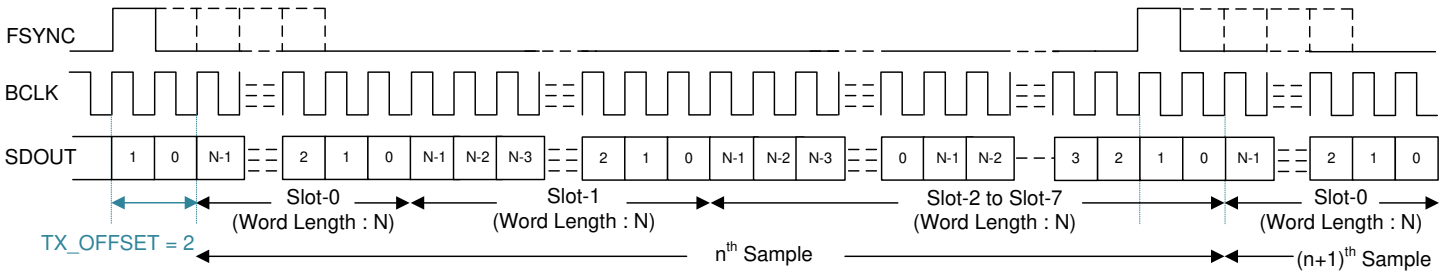 FSYNC
BCLK
SDOUT
1 0 N-1 2 1 0 N-1 N-2 N-3 2 1 0 N-1 N-2 N-3 0 N-1 N-2 3 2 1 0 N-1 2 1 0
Slot-0
(Word Length : N)
Slot-1
(Word Length : N)
Slot-2 to Slot-7
(Word Length : N)
Slot-0
(Word Length : N)
TX_OFFSET = 2
nth Sample
(n+1)th Sample